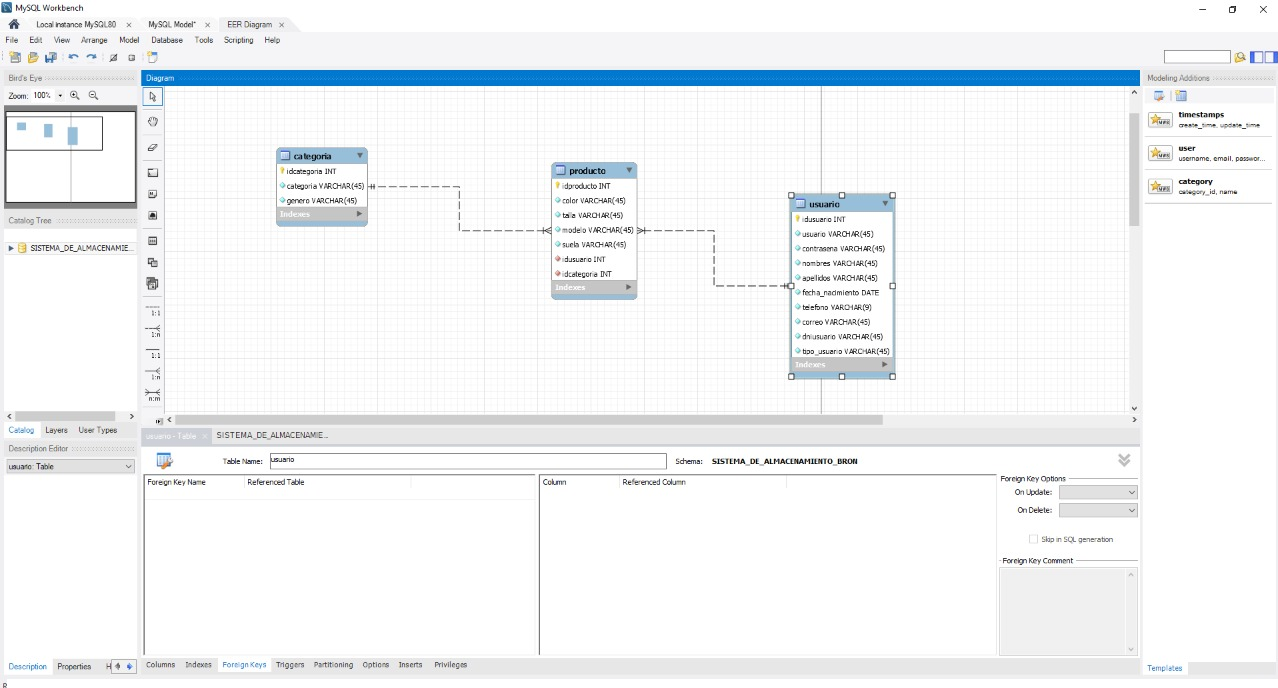 MySQL Workbench
Local instance MySQL80 ×
MySQL Model* ×
EER Diagram ×
File Edit View Arrange Model Database Tools Scripting Help
Bird's Eye
Zoom: 100%
Catalog Tree
SISTEMA_DE_ALMACENAMIE...
Catalog Layers User Types
Description Editor
usuario: Table
Description Properties H
Diagram
1:1
1:n
1:1
1:n
n:m
categoria
idcategoria INT
categoria VARCHAR(45)
genero VARCHAR(45)
Indexes
producto
idproducto INT
color VARCHAR(45)
talla VARCHAR(45)
modelo VARCHAR(45)
suela VARCHAR(45)
idusuario INT
idcategoria INT
Indexes
usuario
idusuario INT
usuario VARCHAR(45)
contrasena VARCHAR(45)
nombres VARCHAR(45)
apellidos VARCHAR(45)
fecha_nacimiento DATE
telefono VARCHAR(9)
correo VARCHAR(45)
dniusuario VARCHAR(45)
tipo_usuario VARCHAR(45)
Indexes
usuario - Table ×
SISTEMA_DE_ALMACENAMIE...
Table Name: usuario
Schema: SISTEMA_DE_ALMACENAMIENTO_BRON
Foreign Key Name Referenced Table
Column Referenced Column
Foreign Key Options
On Update:
On Delete:
Skip in SQL generation
Foreign Key Comment
Columns Indexes Foreign Keys Triggers Partitioning Options Inserts Privileges
Modeling Additions
timestamps
create_time, update_time
user
username, email, passwor...
category
category_id, name
Templates